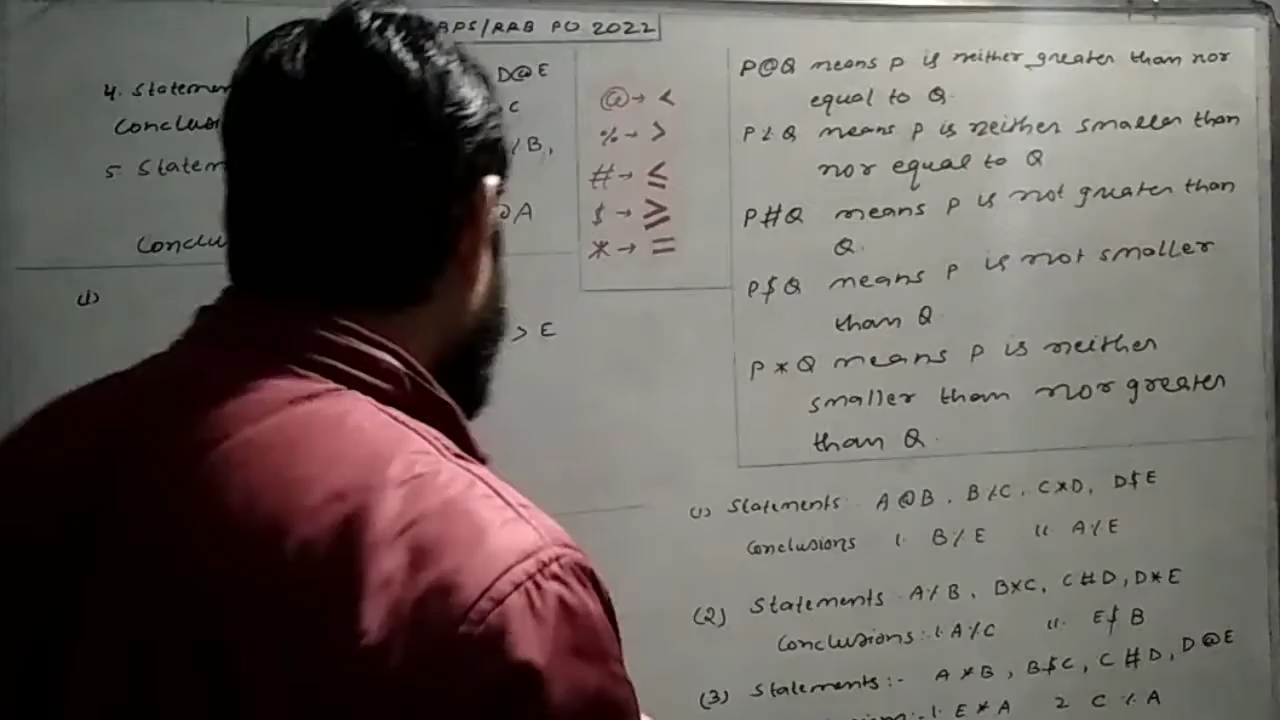 BPS/RRB PO 2022
4. Statemen
D@E
Conclusi
C
5 Statem
% B,
@A
Conclu
(1)
> E
@ → <
% → >
# → ≤
$ → ≥
* → =
P@Q means P is neither greater than nor
equal to Q.
P % Q means P is neither smaller than
nor equal to Q
P#Q means P is not greater than
Q.
P$Q means P is not smaller
than Q.
P * Q means P is neither
smaller than nor greater
than Q.
(1) Statements A @ B, B % C, C * D, D $ E
Conclusions 1. B % E 11 A % E
(2) Statements A % B, B * C, C # D, D * E
Conclusions : 1. A % C 11. E $ B
(3) Statements :- A * B, B $ C, C # D, D @ E
1. E * A 2 C % A